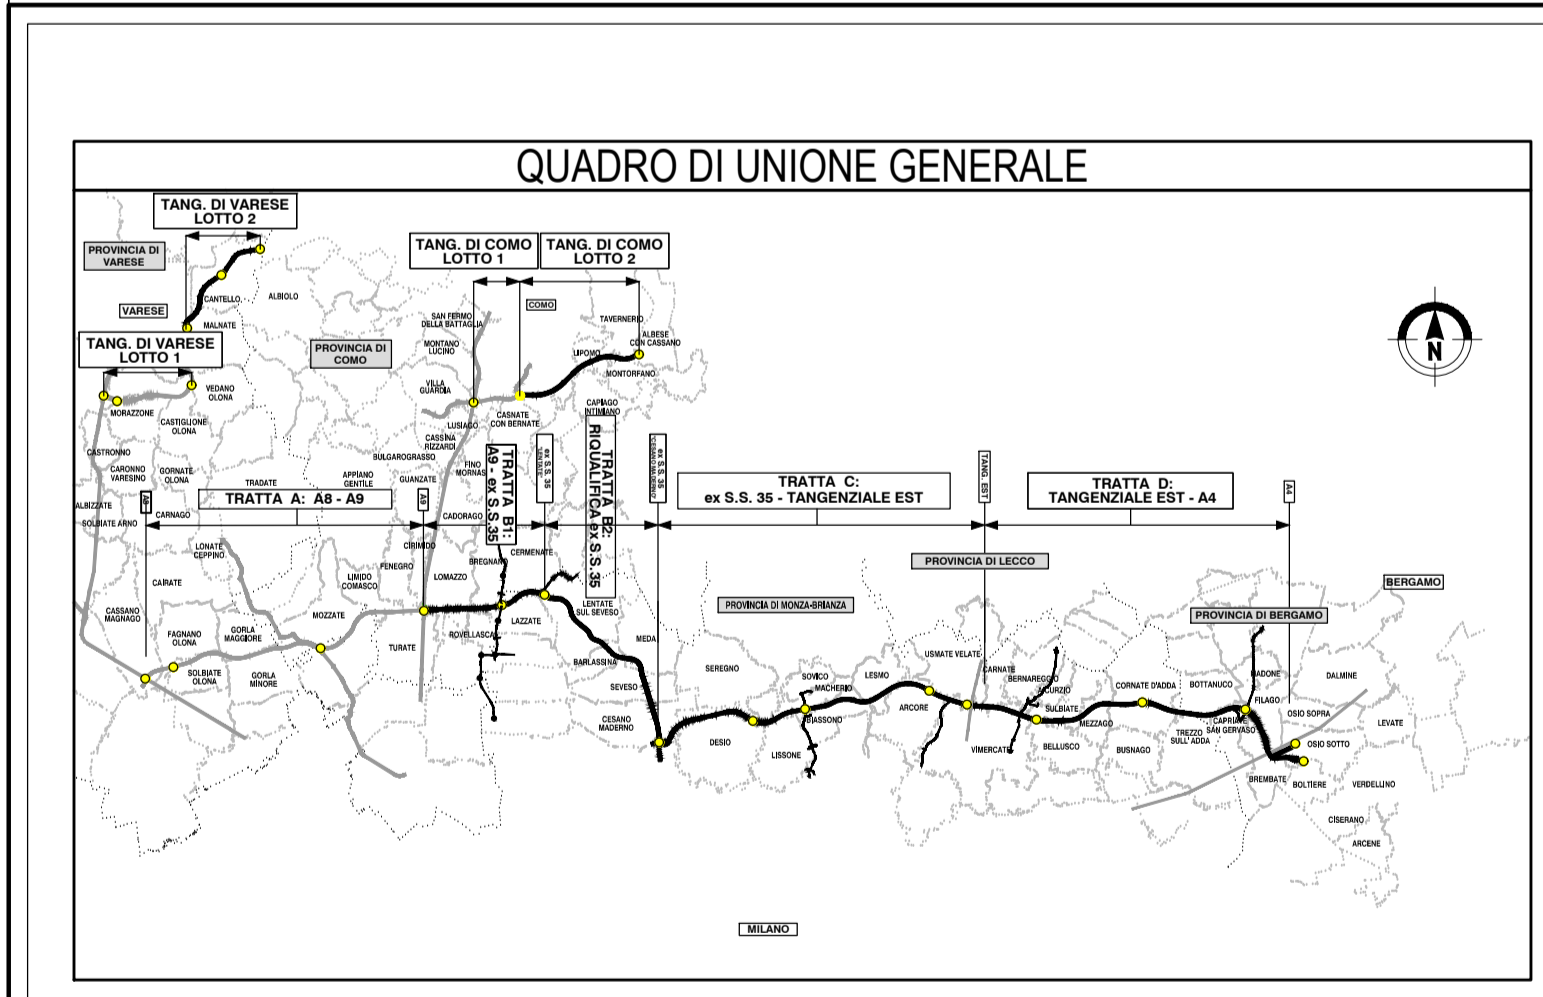 QUADRO DI UNIONE GENERALE
TANG. DI VARESE
LOTTO 2
PROVINCIA DI
VARESE
CANTELLO
ALBIOLO
VARESE
MALNATE
TANG. DI VARESE
LOTTO 1
PROVINCIA DI
COMO
TANG. DI COMO
LOTTO 1
TANG. DI COMO
LOTTO 2
COMO
SAN FERMO
DELLA BATTAGLIA
MONTANO
LUCINO
TAVERNERIO
ALBESE
CON CASSANO
LIPOMO
MONTORFANO
VILLA
GUARDIA
VEDANO
OLONA
MORAZZONE
CASTIGLIONE
OLONA
LUSIAGO
CASNATE
CON BERNATE
CAPIAGO
INTIMIANO
CASSINA
RIZZARDI
BULGAROGRASSO
FINO
MORNAS
CASTRONNO
CARONNO
VARESINO
GORNATE
OLONA
TRADATE
APPIANO
GENTILE
GUANZATE
ALBIZZATE
SOLBIATE ARNO
CARNAGO
A8
TRATTA A: A8 - A9
A9
CADORAGO
TRATTA B1:
A9 - ex S.S.35
ex S.S. 35
"LENTATE"
TRATTA B2:
RIQUALIFICA ex S.S.35
ex S.S. 35
"CESANO MADERNO"
TRATTA C:
ex S.S. 35 - TANGENZIALE EST
TANG. EST
TRATTA D:
TANGENZIALE EST - A4
A4
N
LONATE
CEPPINO
CIRIMIDO
FENEGRO
BREGNANO
CERMENATE
LOMAZZO
LIMIDO
COMASCO
CAIRATE
PROVINCIA DI LECCO
BERGAMO
PROVINCIA DI MONZA-BRIANZA
PROVINCIA DI BERGAMO
CASSANO
MAGNAGO
MOZZATE
LENTATE
SUL SEVESO
LAZZATE
ROVELLASCA
GORLA
MAGGIORE
FAGNANO
OLONA
TURATE
MEDA
SOLBIATE
OLONA
GORLA
MINORE
BARLASSINA
SEREGNO
SEVESO
CESANO
MADERNO
SOVICO
MACHERIO
LESMO
USMATE VELATE
CARNATE
BERNAREGGIO
AICURZIO
CORNATE D'ADDA
BOTTANUCO
MADONE
DALMINE
FILAGO
ARCORE
SULBIATE
MEZZAGO
BIASSONO
DESIO
LISSONE
VIMERCATE
BELLUSCO
BUSNAGO
TREZZO
SULL' ADDA
CAPRIATE
SAN GERVASO
OSIO SOPRA
LEVATE
OSIO SOTTO
BREMBATE
BOLTIERE
VERDELLINO
CISERANO
ARCENE
MILANO